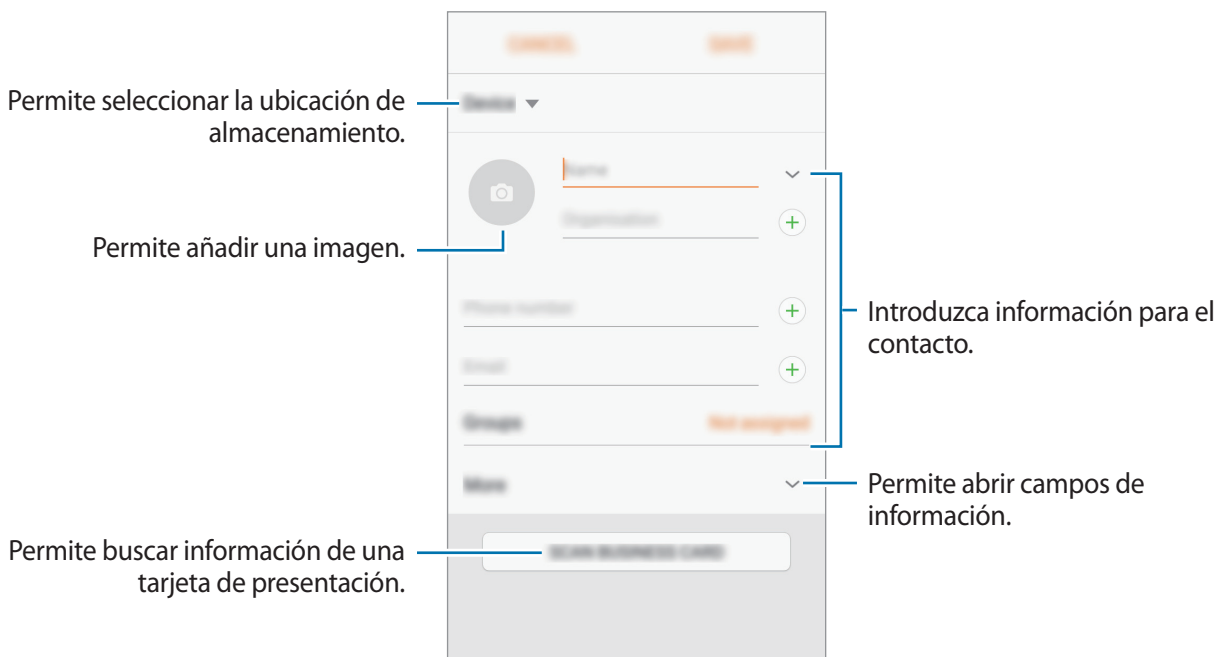 CANCEL SAVE
Device
Permite seleccionar la ubicación de
almacenamiento.
Name
Organization
Permite añadir una imagen.
Phone number
Introduzca información para el
contacto.
Email
Groups Not assigned
More
Permite abrir campos de
información.
SCAN BUSINESS CARD
Permite buscar información de una
tarjeta de presentación.